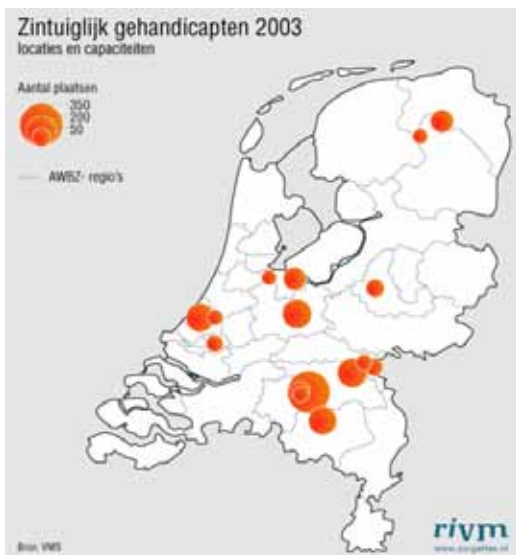 Zintuiglijk gehandicapten 2003
locaties en capaciteiten
Aantal plaatsen
350
200
50
AWBZ- regio's
Bron: VWS
rivm
www.zorgatlas.nl